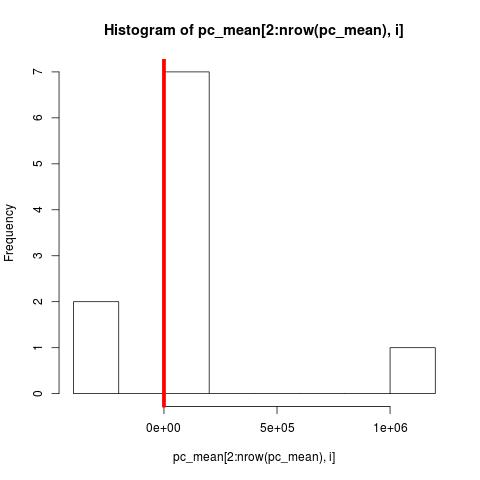 Histogram of pc_mean[2:nrow(pc_mean), i]
7
6
5
4
3
2
1
0
Frequency
0e+00 5e+05 1e+06
pc_mean[2:nrow(pc_mean), i]